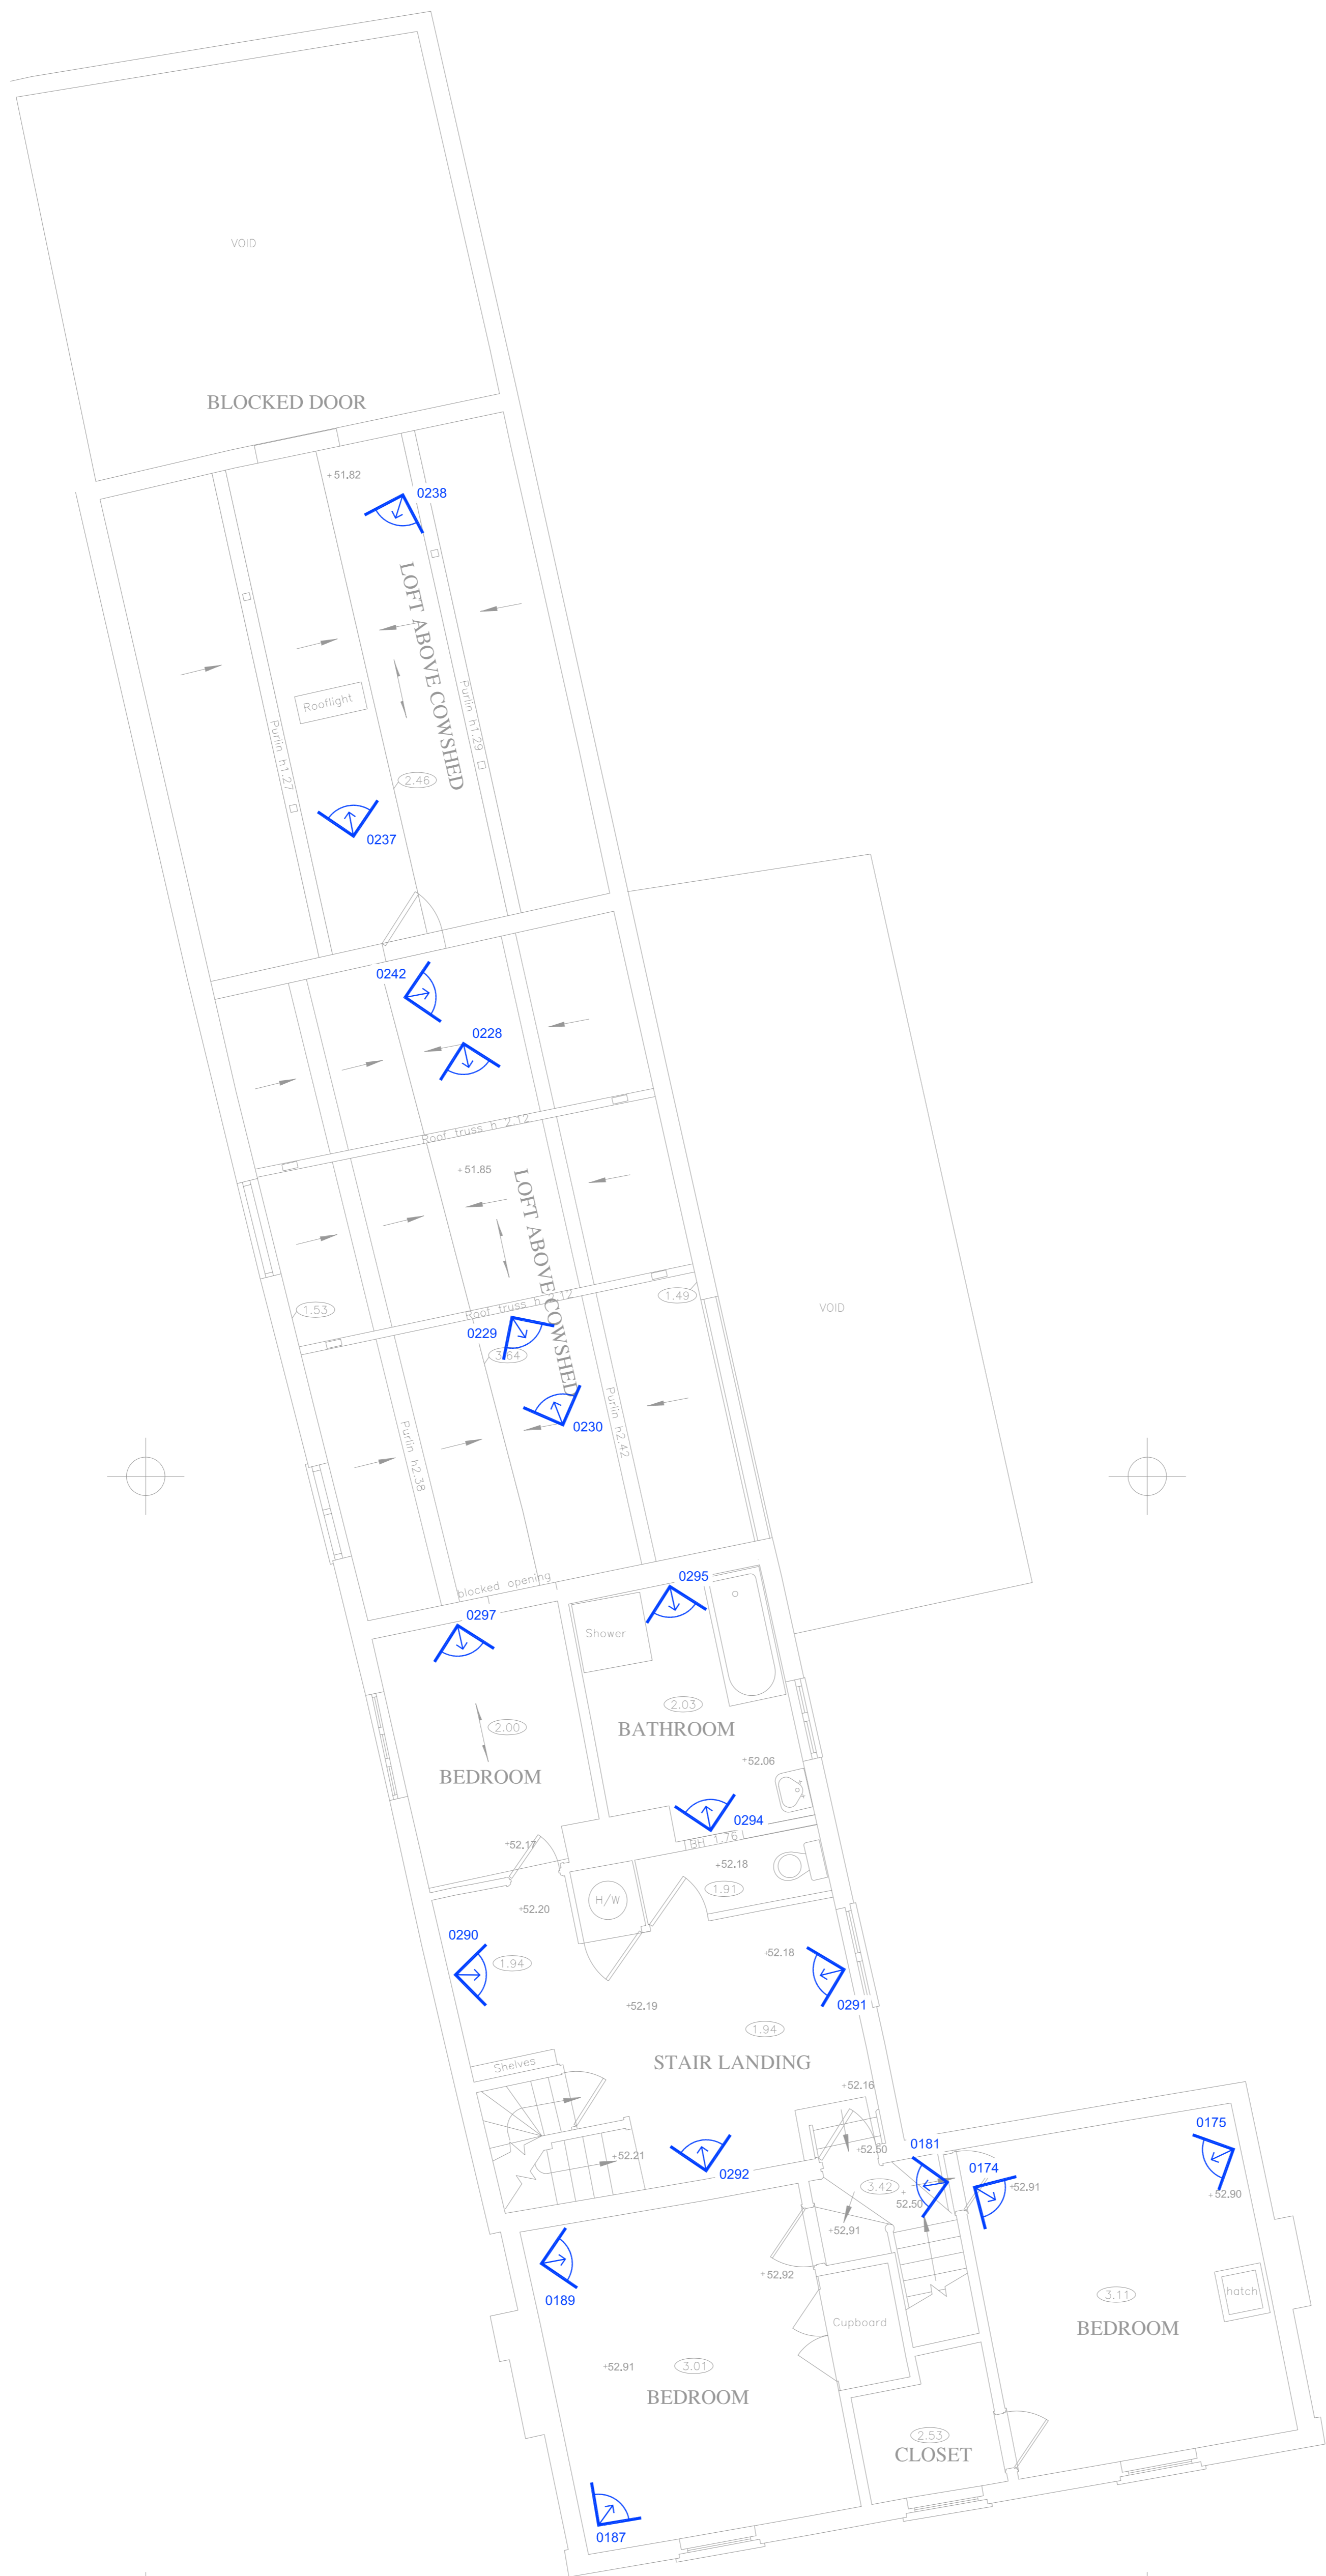 VOID
BLOCKED DOOR
+ 51.82
0238
LOFT ABOVE COWSHED
Rooflight
Purlin h1.27
Purlin h1.29
2.46
0237
0242
0228
Roof truss h 2.12
+ 51.85
LOFT ABOVE COWSHED
1.53
1.49
VOID
Roof truss h 2.12
0229
3.64
0230
Purlin h2.38
Purlin h2.42
blocked opening
0295
0297
Shower
2.03
2.00
BATHROOM
BEDROOM
+52.06
0294
+52.17
BH 1.76
+52.18
1.91
H/W
+52.20
0290
1.94
+52.18
0291
+52.19
1.94
Shelves
STAIR LANDING
+52.16
0175
0181
+52.50
+52.21
0292
0174
3.42
+52.91
+52.90
+
52.50
+52.91
+52.92
0189
hatch
3.11
Cupboard
BEDROOM
+52.91
3.01
BEDROOM
2.53
CLOSET
0187